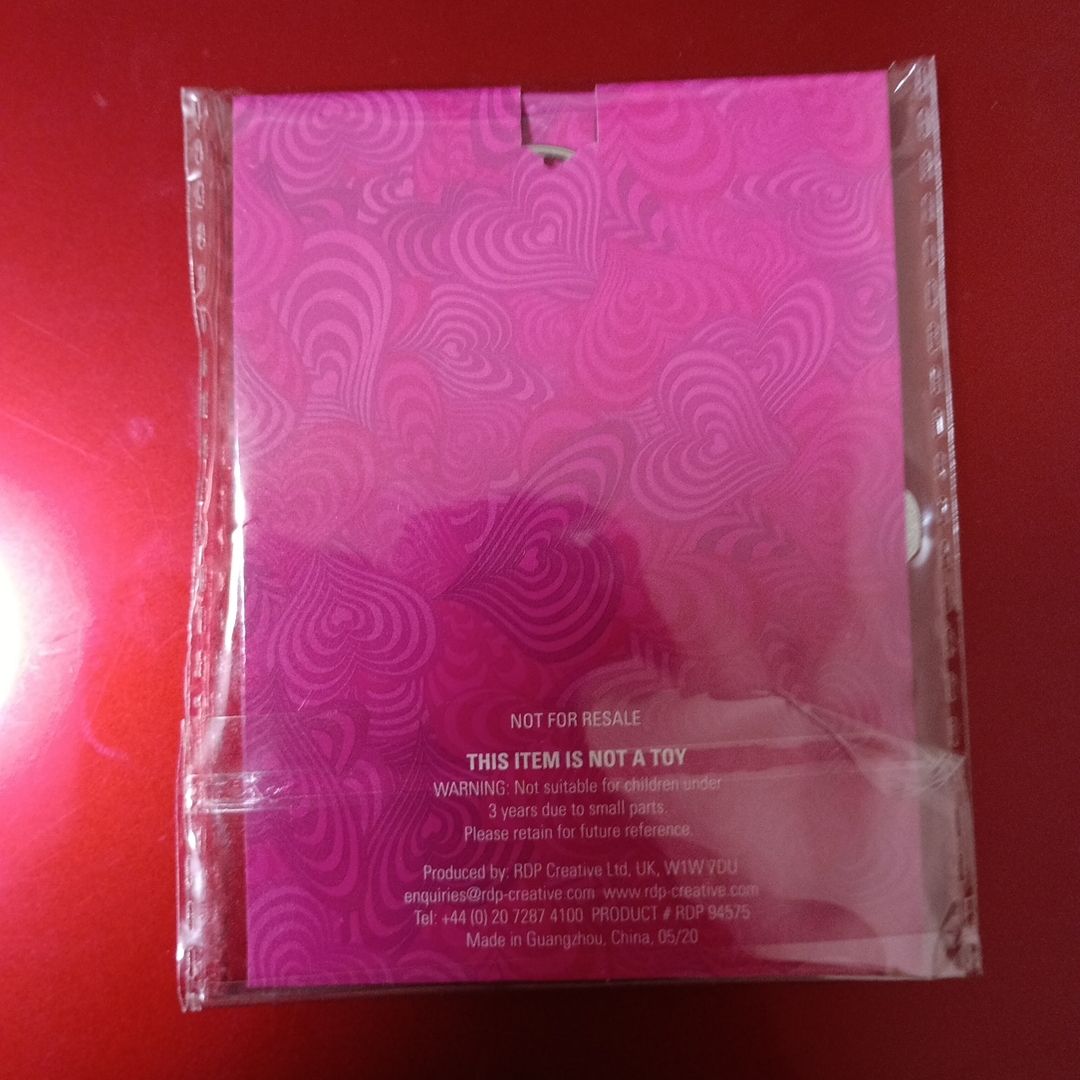 NOT FOR RESALE
THIS ITEM IS NOT A TOY
WARNING: Not suitable for children under
3 years due to small parts.
Please retain for future reference.
Produced by: RDP Creative Ltd, UK, W1W 7DU
enquiries@rdp-creative.com www.rdp-creative.com
Tel: +44 (0) 20 7287 4100 PRODUCT # RDP 94575
Made in Guangzhou, China, 05/20